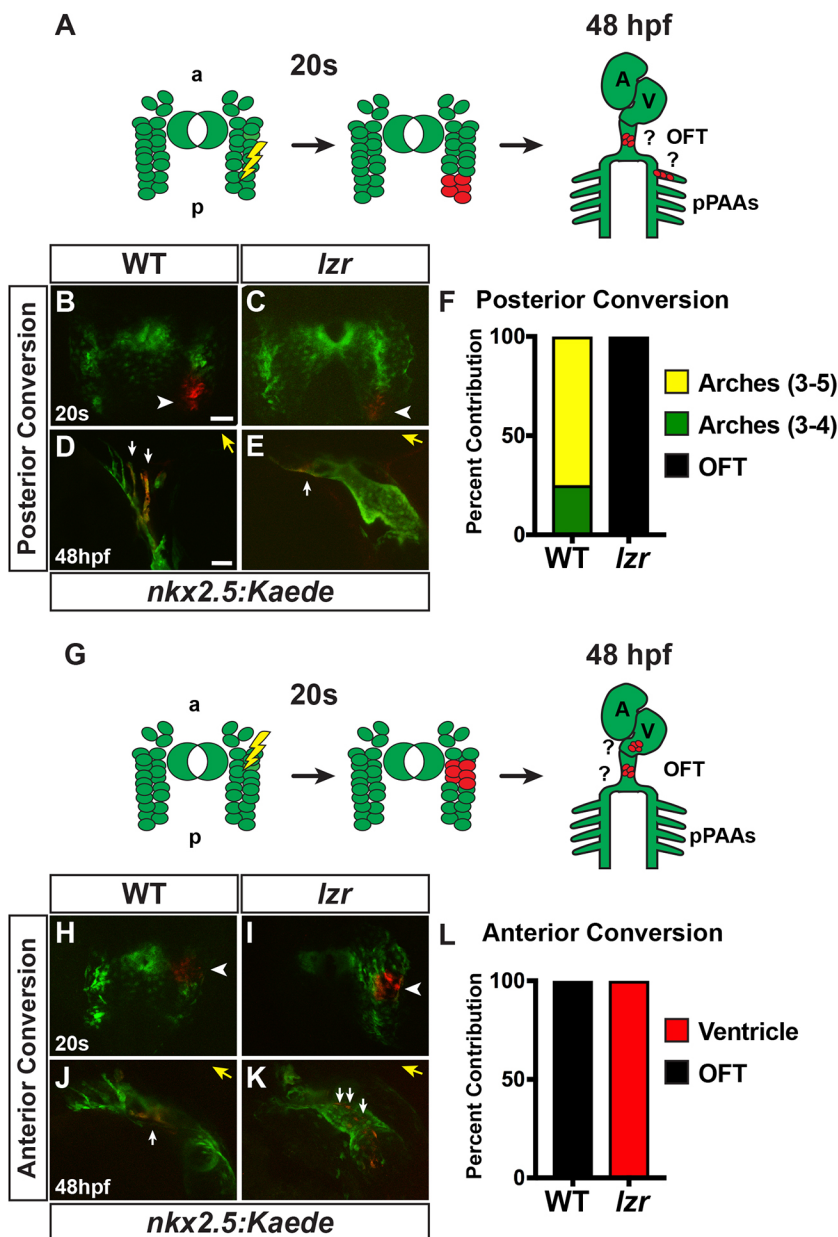 A
48 hpf
20s
a
p
A
V
?
OFT
?
pPAAs
WT
lzr
Posterior Conversion
B
20s
C
D
48hpf
E
nkx2.5:Kaede
F
Posterior Conversion
Percent Contribution
100
50
0
WT
lzr
Arches (3-5)
Arches (3-4)
OFT
G
48 hpf
20s
a
p
A
V
?
?
OFT
pPAAs
WT
lzr
Anterior Conversion
H
20s
I
J
48hpf
K
nkx2.5:Kaede
L
Anterior Conversion
Percent Contribution
100
50
0
WT
lzr
Ventricle
OFT